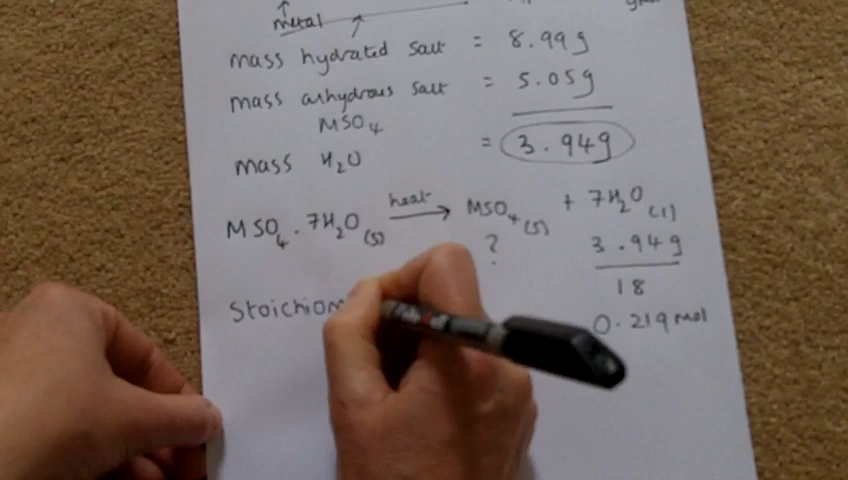 metal
mass hydrated salt = 8.99g
mass anhydrous salt = 5.05g
MSO4
mass H2O = 3.94g
MSO4 . 7H2O (s) heat → MSO4 (s) + 7H2O (l)
? 3.94g
18
Stoichiom 0.219 mol